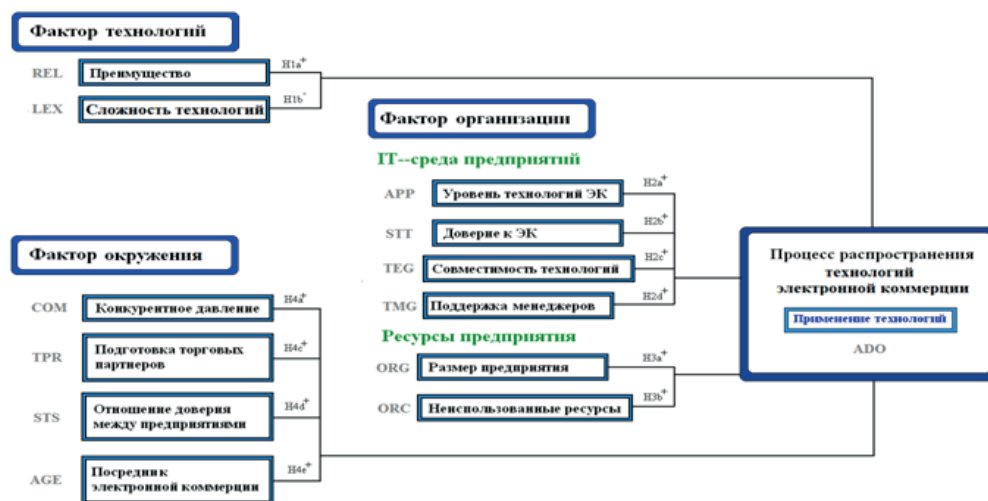 Фактор технологий
REL Преимущество H1a+
LEX Сложность технологий H1b-
Фактор организации
IT--среда предприятий
APP Уровень технологий ЭК H2a+
STT Доверие к ЭК H2b+
TEG Совместимость технологий H2c+
TMG Поддержка менеджеров H2d+
Ресурсы предприятия
ORG Размер предприятия H3a+
ORC Неиспользованные ресурсы H3b+
Фактор окружения
COM Конкурентное давление H4a+
TPR Подготовка торговых
партнеров H4c+
STS Отношение доверия
между предприятиями H4d+
AGE Посредник
электронной коммерции H4e+
Процесс распространения
технологий
электронной коммерции
Применение технологий
ADO